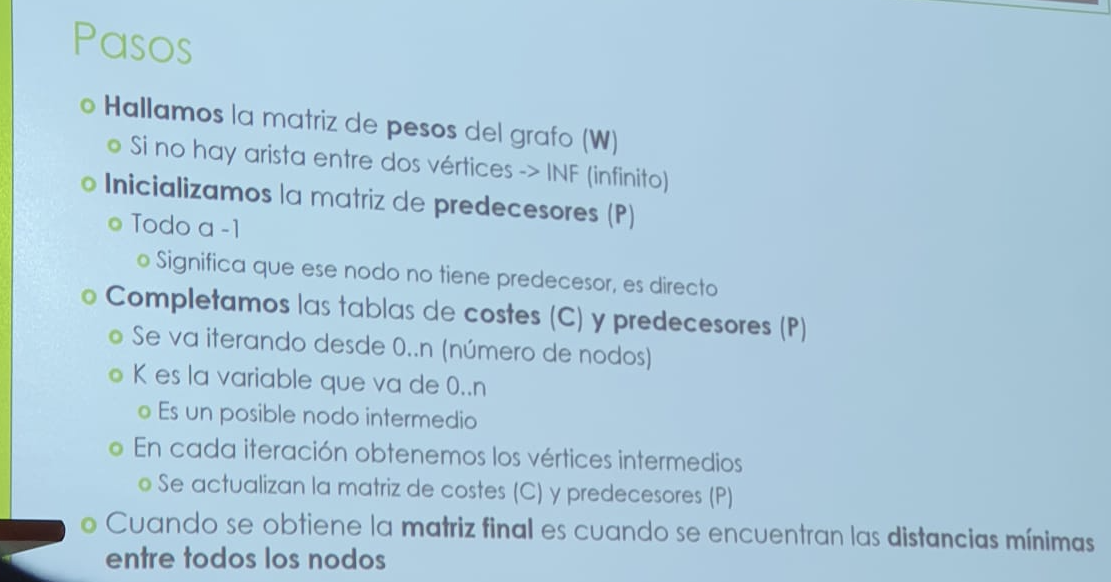 Pasos
Hallamos la matriz de pesos del grafo (W)
Si no hay arista entre dos vértices -> INF (infinito)
Inicializamos la matriz de predecesores (P)
Todo a -1
Significa que ese nodo no tiene predecesor, es directo
Completamos las tablas de costes (C) y predecesores (P)
Se va iterando desde 0..n (número de nodos)
K es la variable que va de 0..n
Es un posible nodo intermedio
En cada iteración obtenemos los vértices intermedios
Se actualizan la matriz de costes (C) y predecesores (P)
Cuando se obtiene la matriz final es cuando se encuentran las distancias mínimas
entre todos los nodos